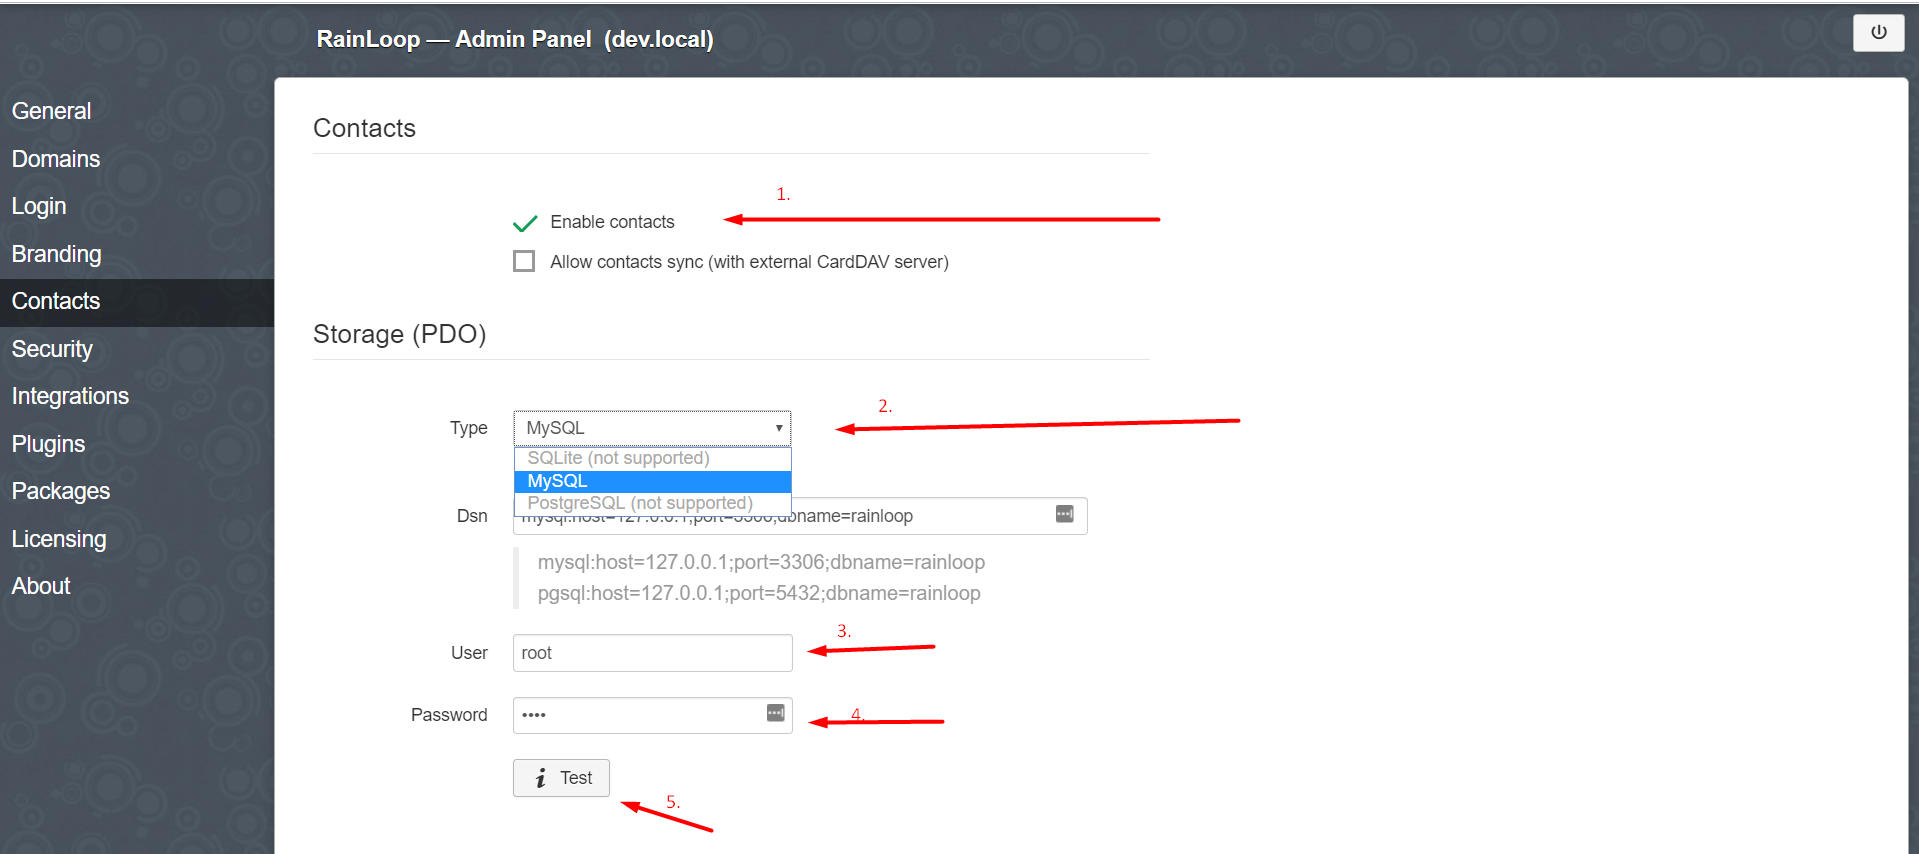 RainLoop — Admin Panel (dev.local)
General
Domains
Login
Branding
Contacts
Security
Integrations
Plugins
Packages
Licensing
About
Contacts
1.
Enable contacts
Allow contacts sync (with external CardDAV server)
Storage (PDO)
2.
Type MySQL
SQLite (not supported)
MySQL
PostgreSQL (not supported)
Dsn mysql:host=127.0.0.1;port=3306;dbname=rainloop
mysql:host=127.0.0.1;port=3306;dbname=rainloop
pgsql:host=127.0.0.1;port=5432;dbname=rainloop
3.
User root
Password ••••
4.
i Test
5.